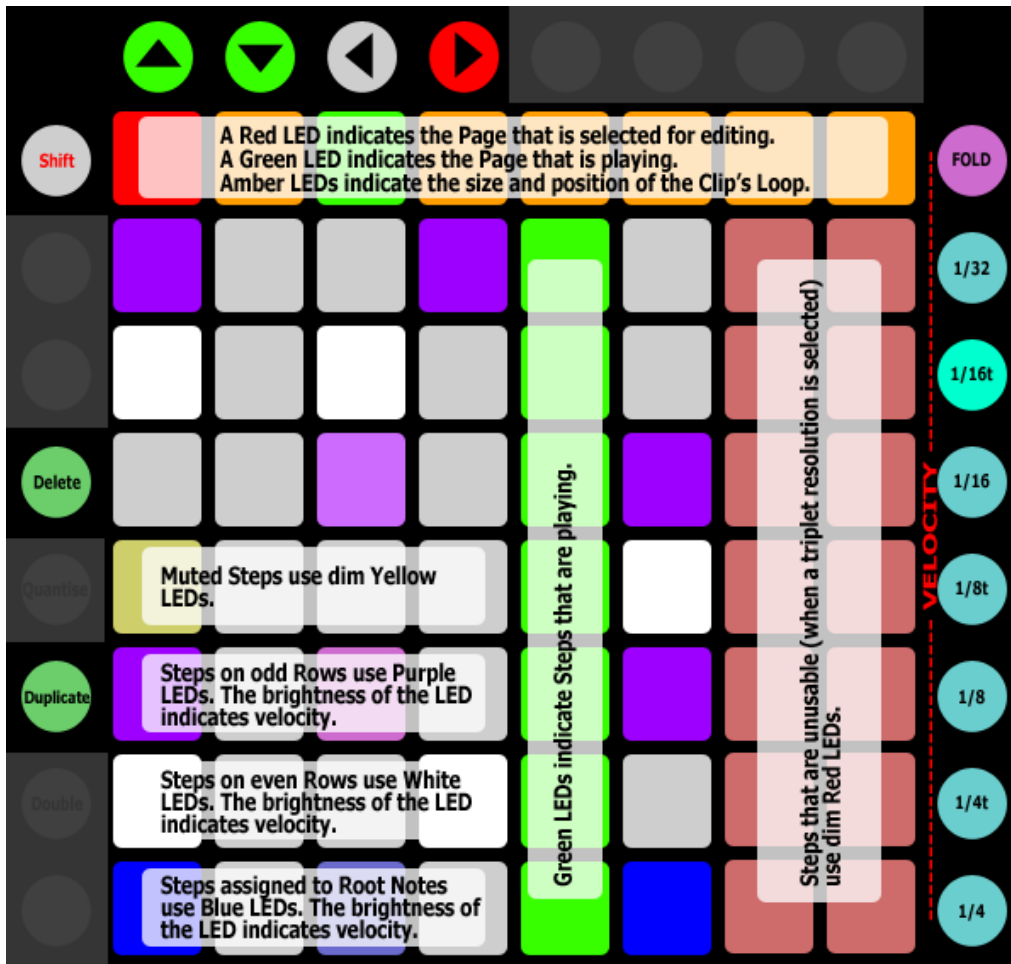 Shift
A Red LED indicates the Page that is selected for editing.
A Green LED indicates the Page that is playing.
Amber LEDs indicate the size and position of the Clip's Loop.
FOLD
1/32
1/16t
Delete
1/16
Quantise
Muted Steps use dim Yellow
LEDs.
1/8t
Duplicate
Steps on odd Rows use Purple
LEDs. The brightness of the LED
indicates velocity.
1/8
Double
Steps on even Rows use White
LEDs. The brightness of the LED
indicates velocity.
1/4t
Steps assigned to Root Notes
use Blue LEDs. The brightness of
the LED indicates velocity.
1/4
Green LEDs indicate Steps that are playing.
Steps that are unusable (when a triplet resolution is selected)
use dim Red LEDs.
VELOCITY